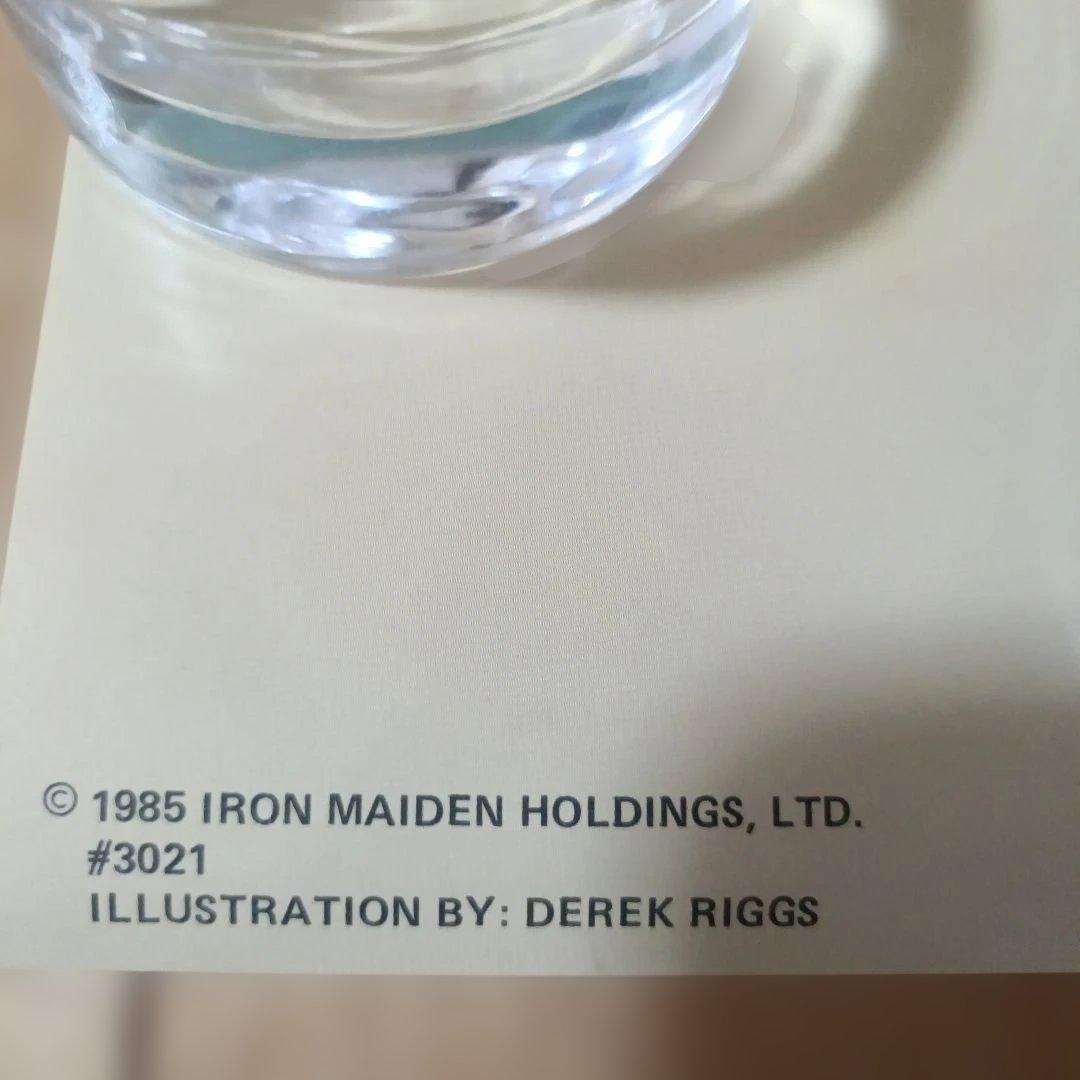 © 1985 IRON MAIDEN HOLDINGS, LTD.
#3021
ILLUSTRATION BY: DEREK RIGGS